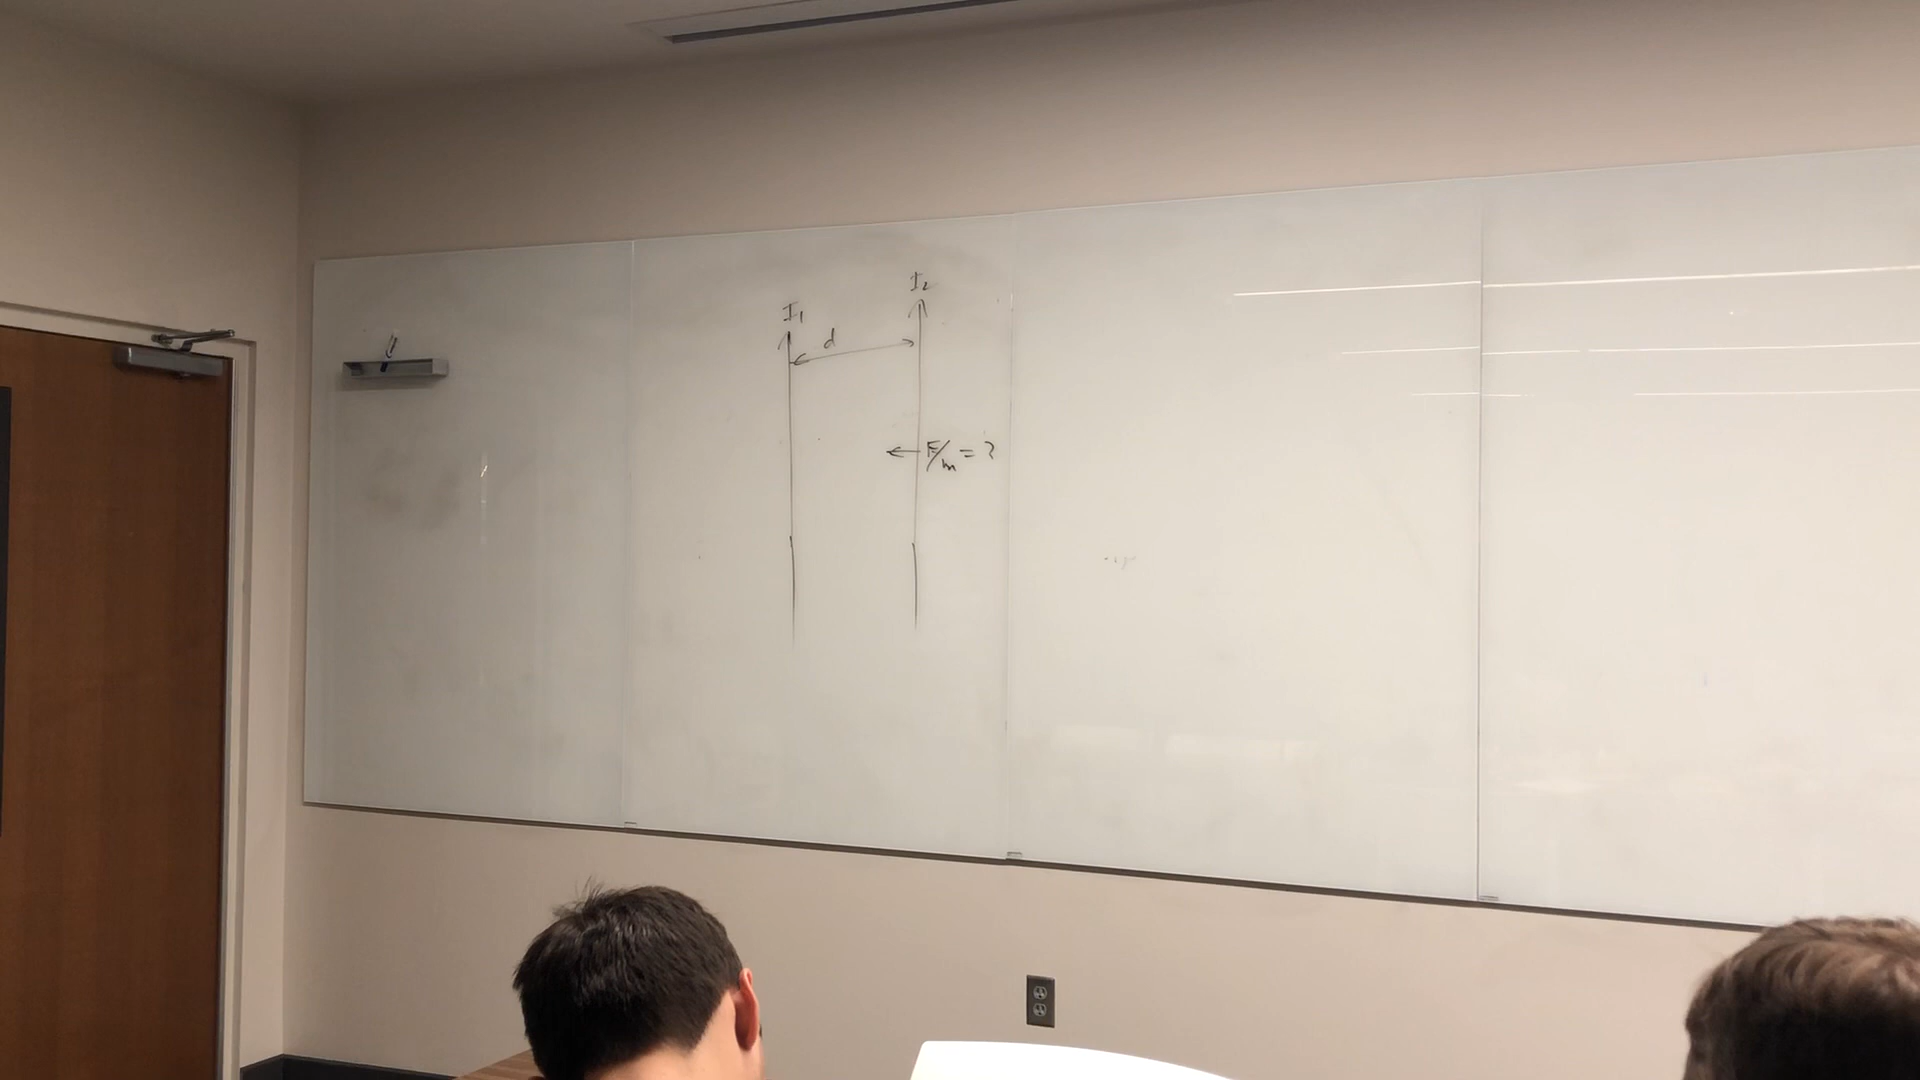 I₂
I₁
d
F/m = ?